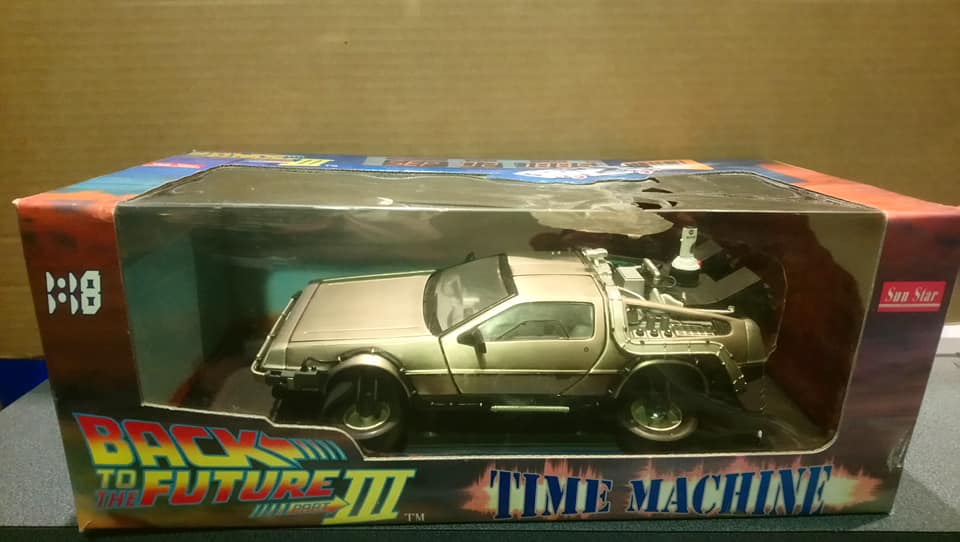 1:18
Sun Star
BACK
TO THE FUTURE
PART III ™
TIME MACHINE